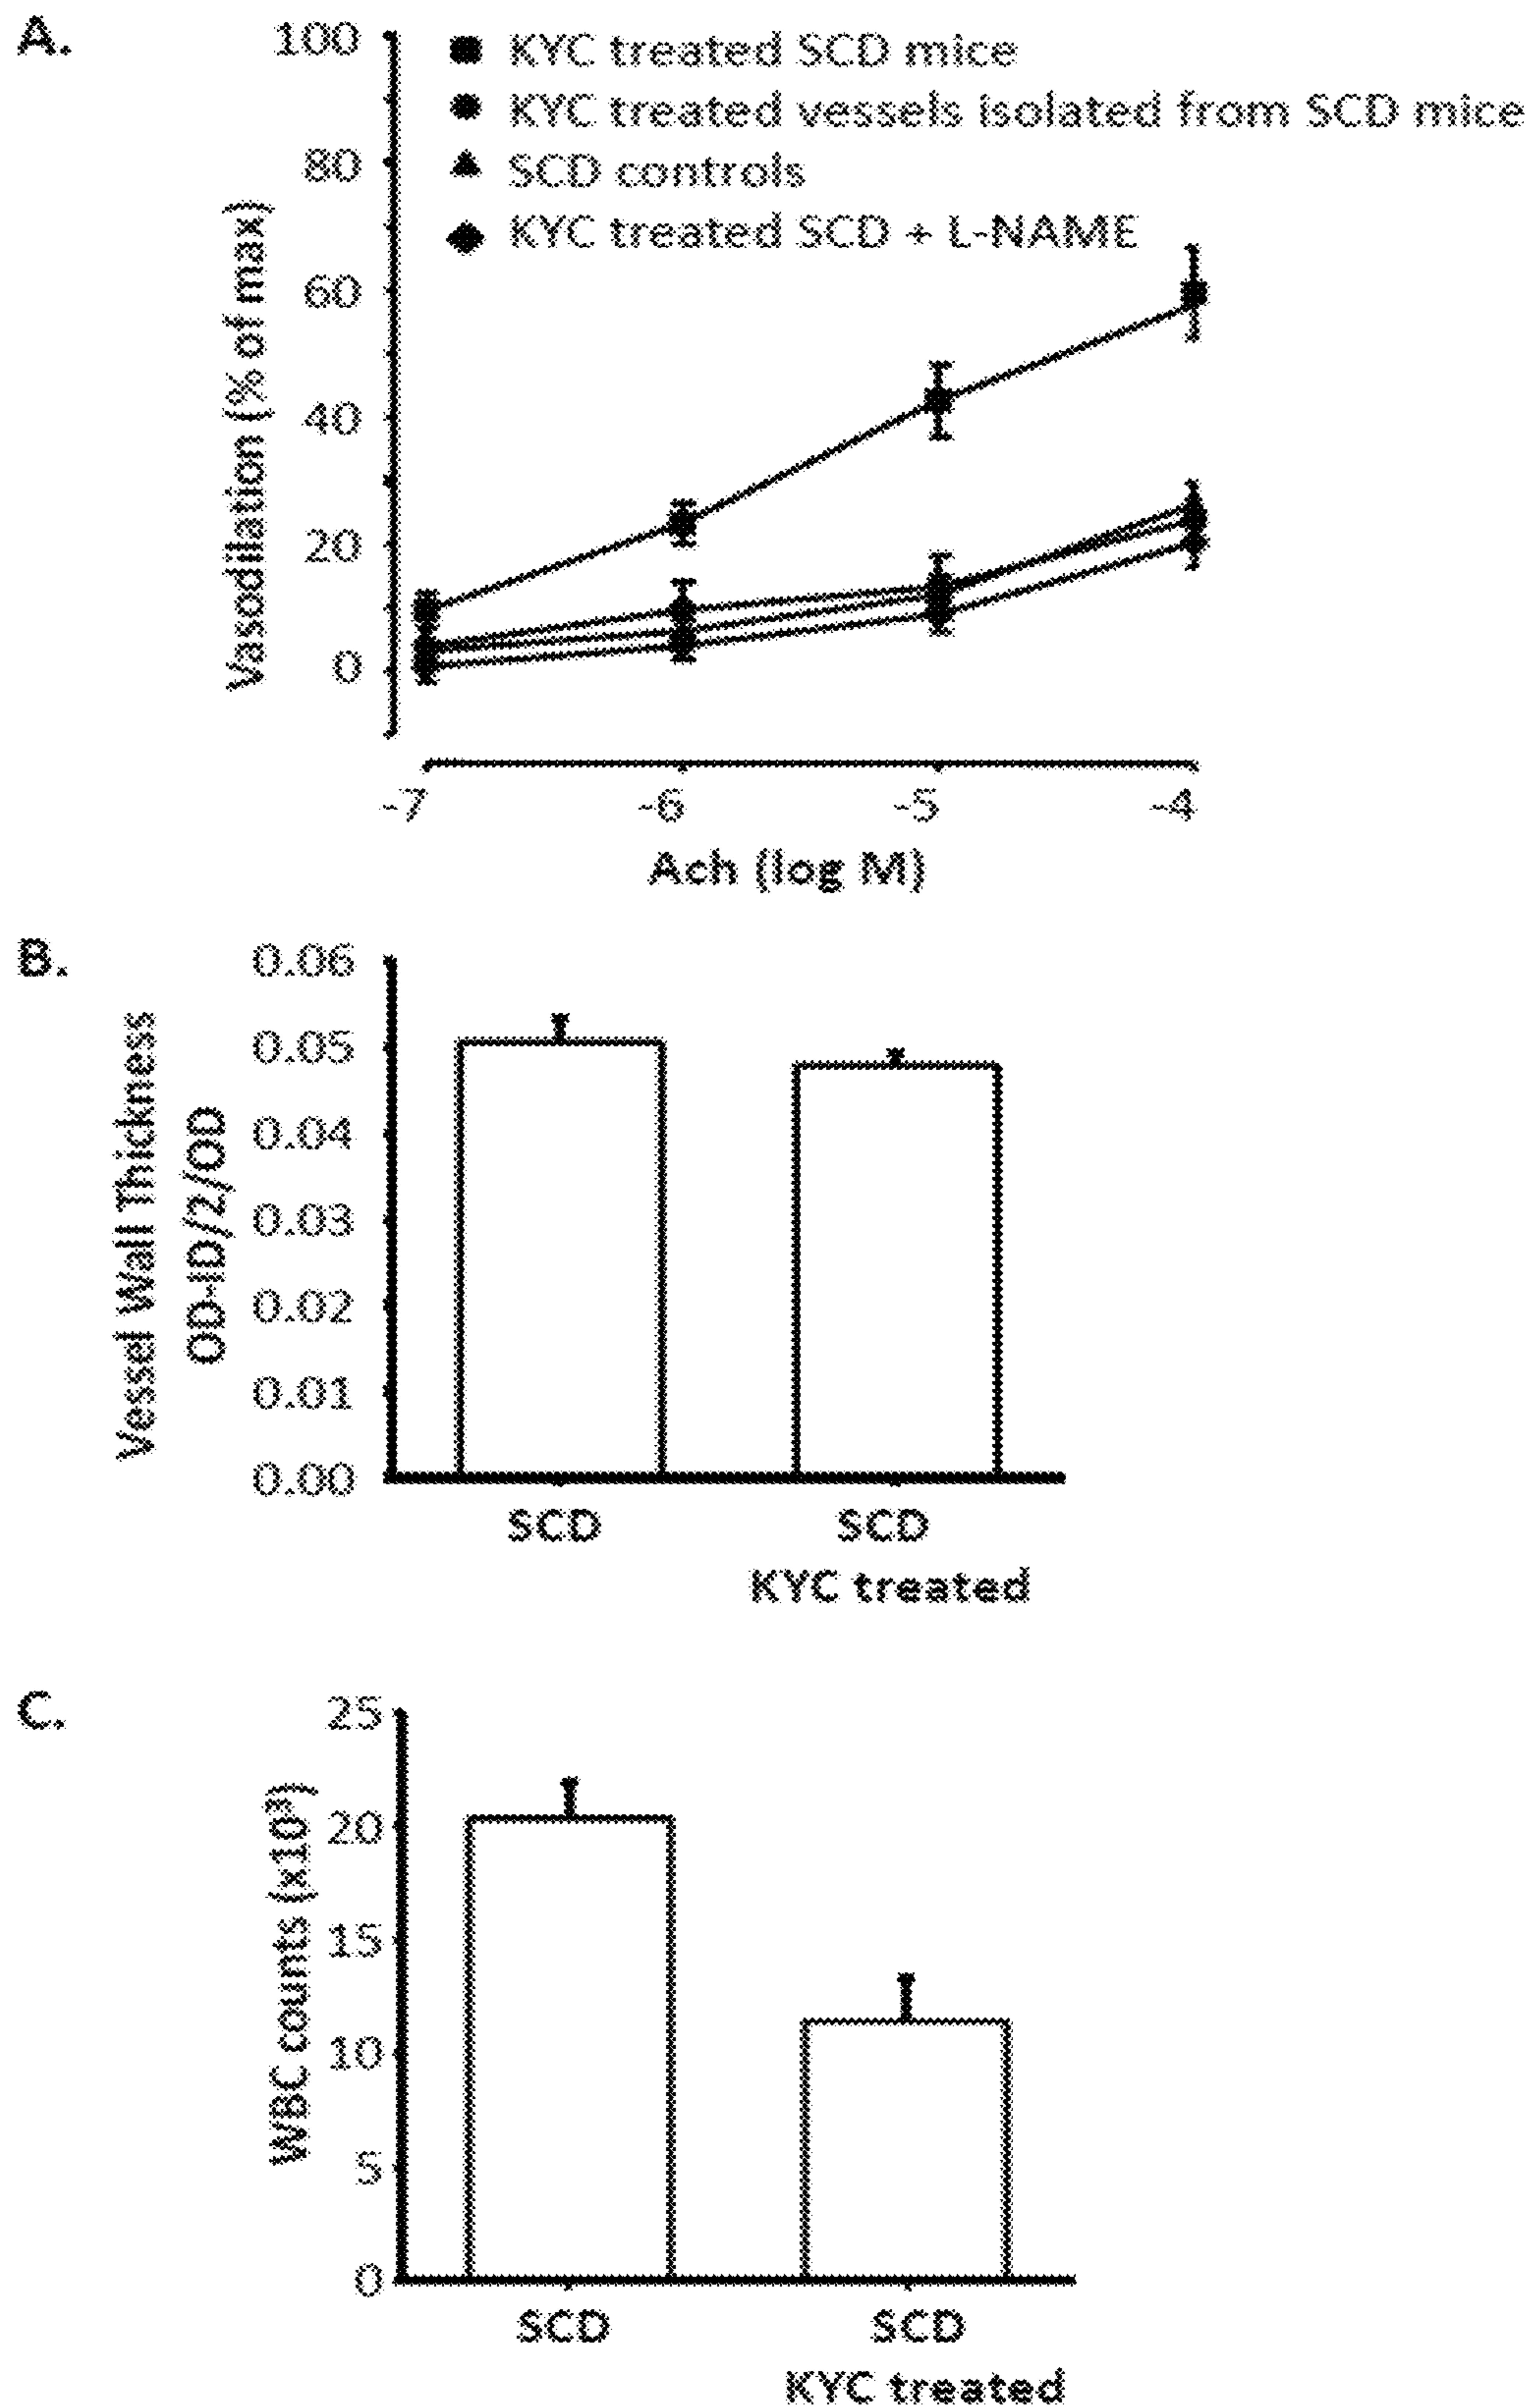 A.
100
80
60
40
20
0
Vasodilation (% of max)
KYC treated SCD mice
KYC treated vessels isolated from SCD mice
SCD controls
KYC treated SCD + L-NAME
-7 -6 -5 -4
Ach (log M)
B.
0.06
0.05
0.04
0.03
0.02
0.01
0.00
Vessel Wall Thickness
OD-ID/2/OD
SCD SCD
KYC treated
C.
25
20
15
10
5
0
WBC counts (x10³)
SCD SCD
KYC treated